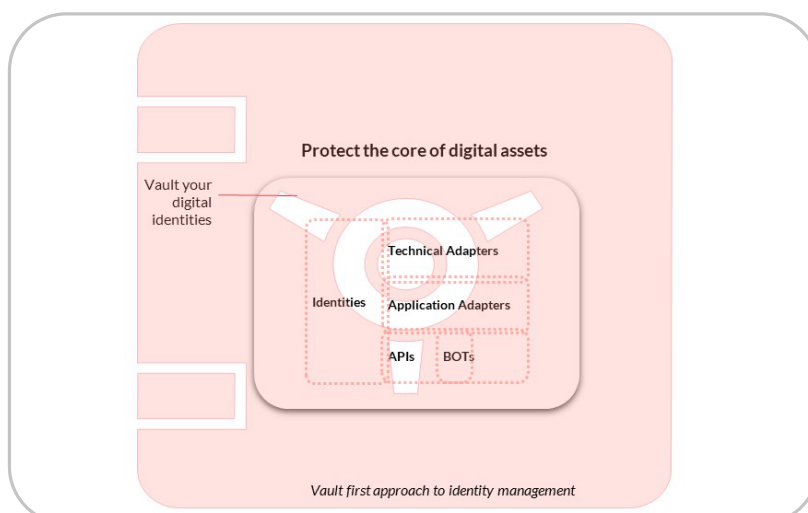 Protect the core of digital assets
Vault your
digital
identities
Technical Adapters
Identities
Application Adapters
APIs
BOTs
Vault first approach to identity management